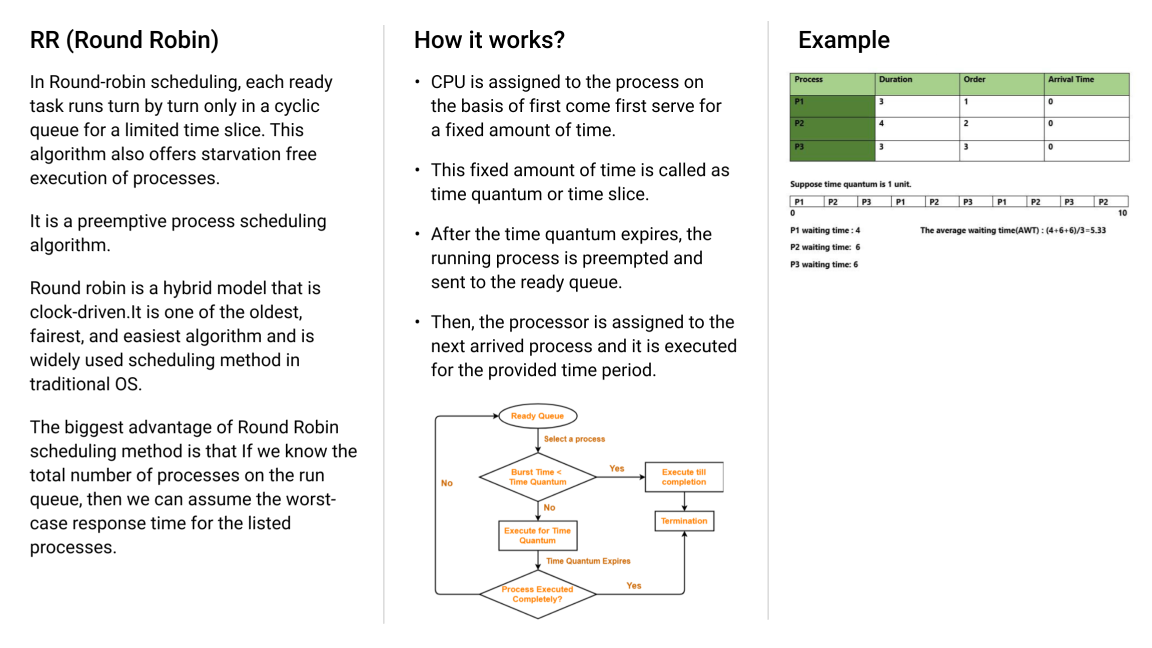 RR (Round Robin)
In Round-robin scheduling, each ready
task runs turn by turn only in a cyclic
queue for a limited time slice. This
algorithm also offers starvation free
execution of processes.
It is a preemptive process scheduling
algorithm.
Round robin is a hybrid model that is
clock-driven.It is one of the oldest,
fairest, and easiest algorithm and is
widely used scheduling method in
traditional OS.
The biggest advantage of Round Robin
scheduling method is that If we know the
total number of processes on the run
queue, then we can assume the worst-
case response time for the listed
processes.
How it works?
• CPU is assigned to the process on
the basis of first come first serve for
a fixed amount of time.
• This fixed amount of time is called as
time quantum or time slice.
• After the time quantum expires, the
running process is preempted and
sent to the ready queue.
• Then, the processor is assigned to the
next arrived process and it is executed
for the provided time period.
Ready Queue
Select a process
Burst Time <
Time Quantum
Yes
Execute till
completion
No
No
Termination
Execute for Time
Quantum
Time Quantum Expires
Process Executed
Completely?
Yes
Example
Process Duration Order Arrival Time
P1 3 1 0
P2 4 2 0
P3 3 3 0
Suppose time quantum is 1 unit.
P1 P2 P3 P1 P2 P3 P1 P2 P3 P2
0 10
P1 waiting time : 4 The average waiting time(AWT) : (4+6+6)/3=5.33
P2 waiting time: 6
P3 waiting time: 6